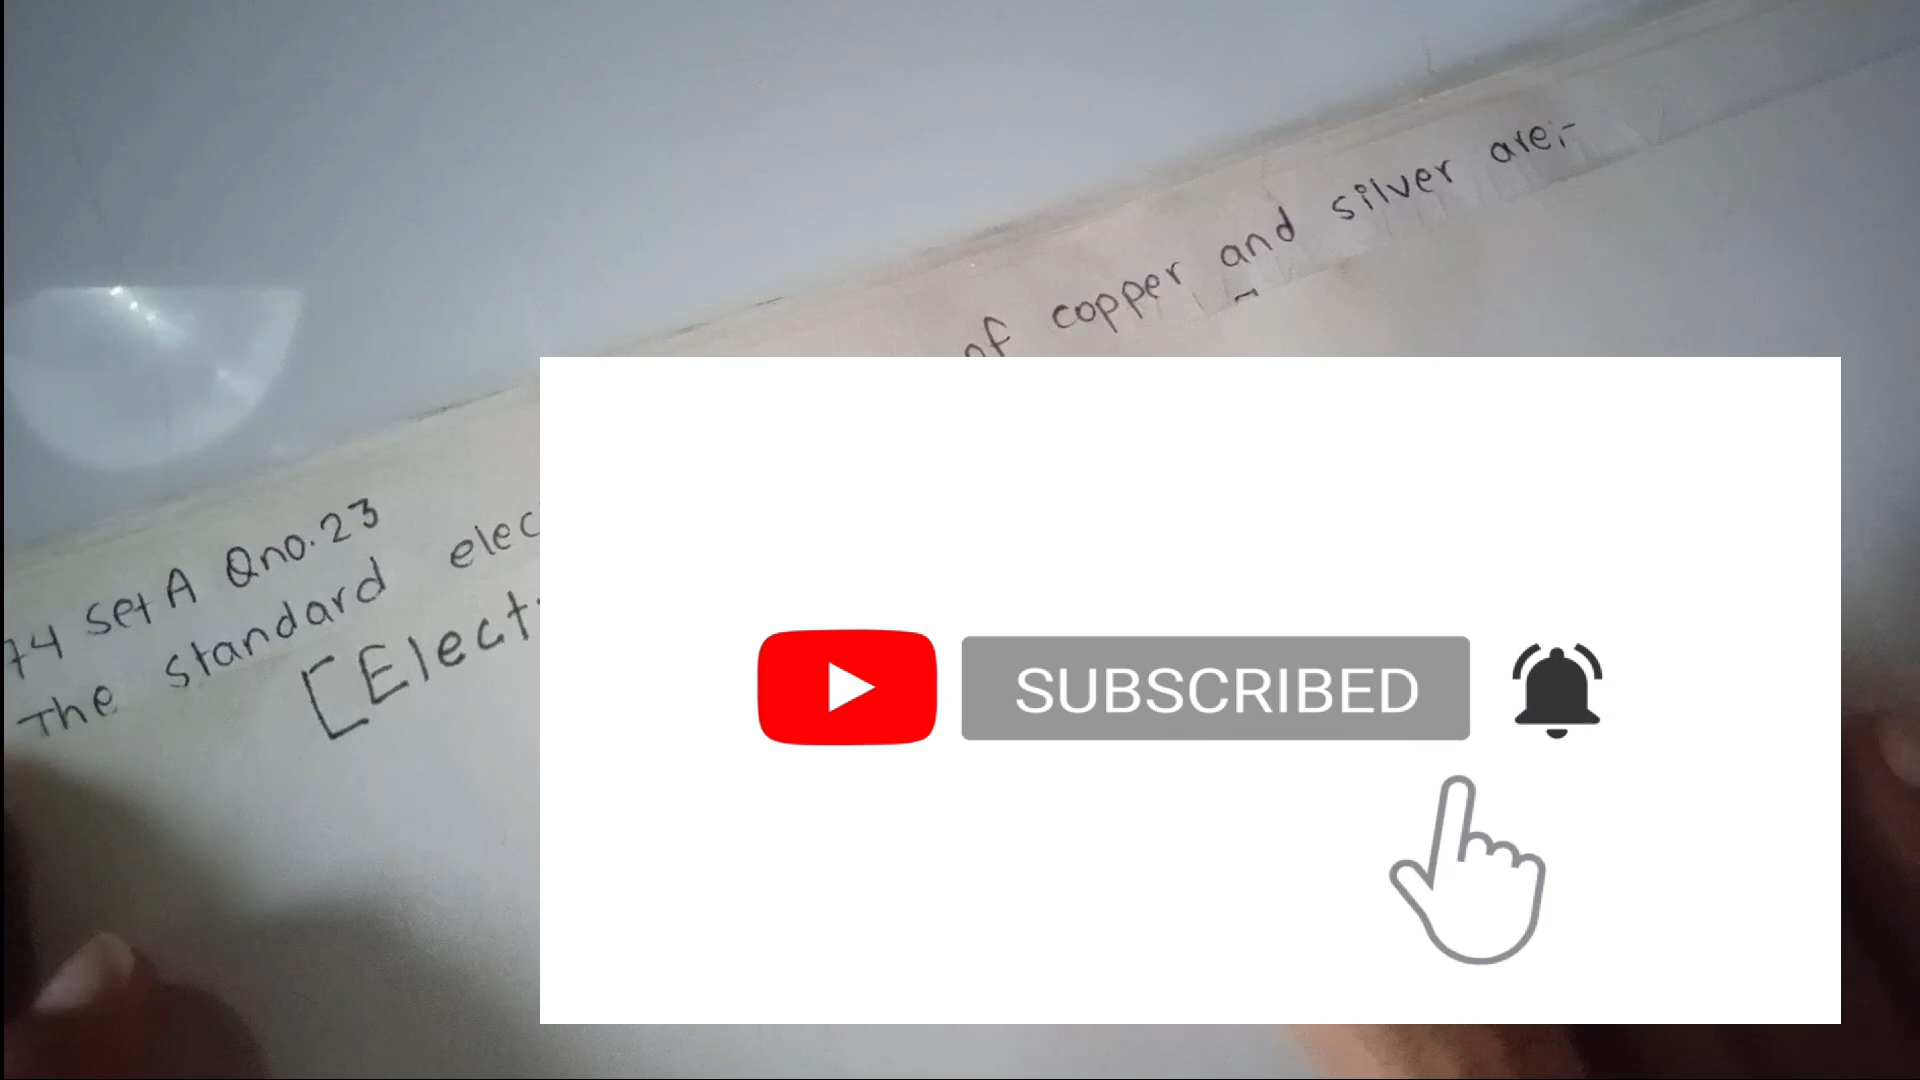 74 Set A Qno. 23
The standard elec of copper and silver are;-
[Elect
SUBSCRIBED